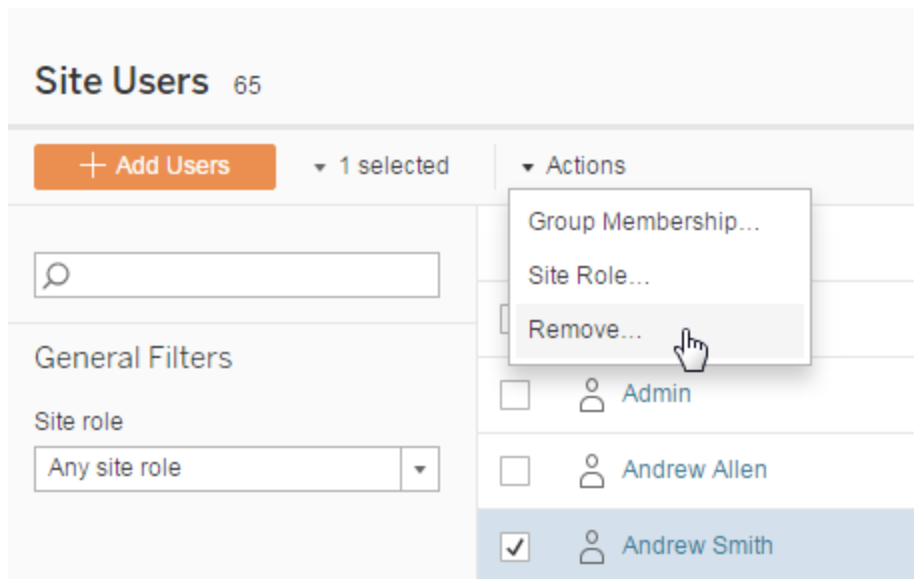 Site Users 65
+ Add Users
1 selected
Actions
Group Membership...
Site Role...
Remove...
General Filters
Site role
Any site role
Admin
Andrew Allen
Andrew Smith